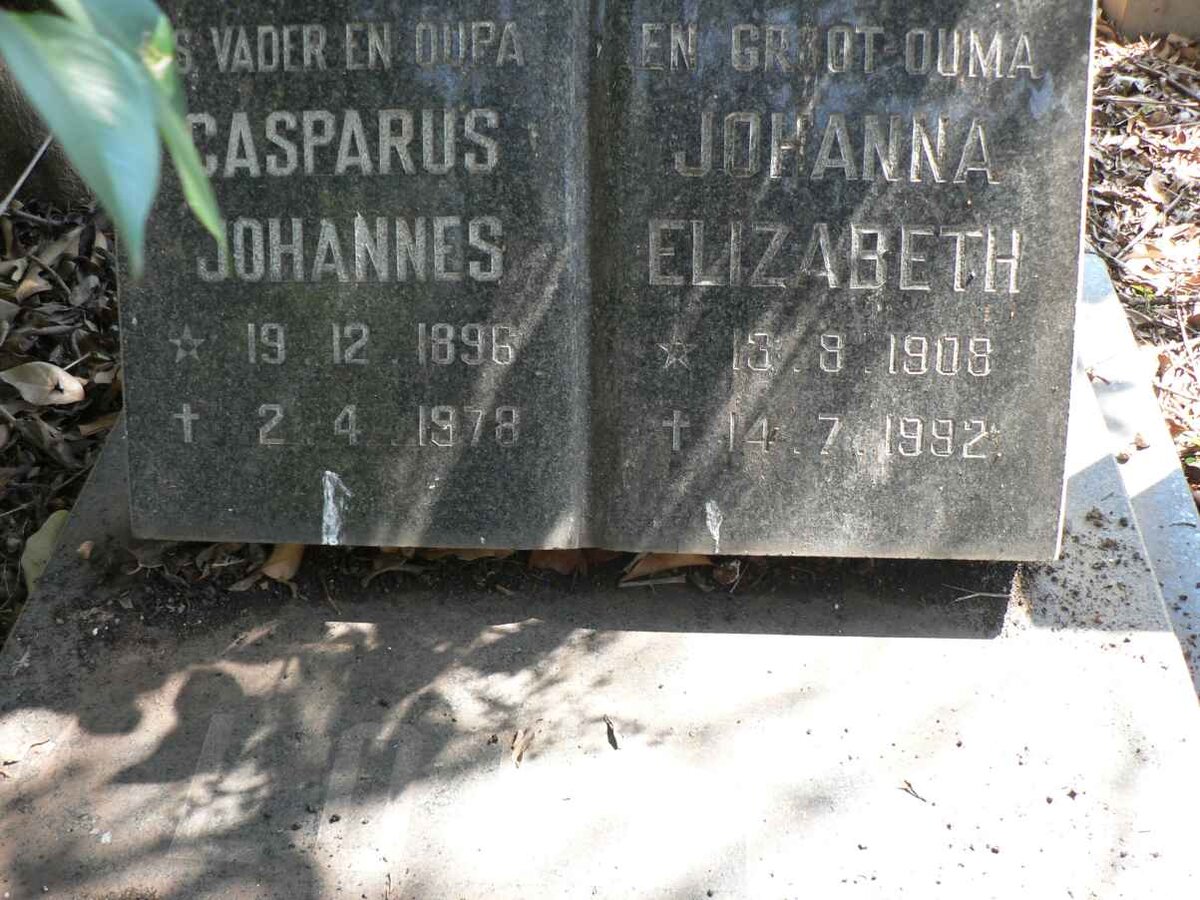 VADER EN OUPA
CASPARUS
JOHANNES
19 . 12 . 1896
2 . 4 . 1978
EN GROOT-OUMA
JOHANNA
ELIZABETH
13 . 8 . 1908
14 . 7 . 1992